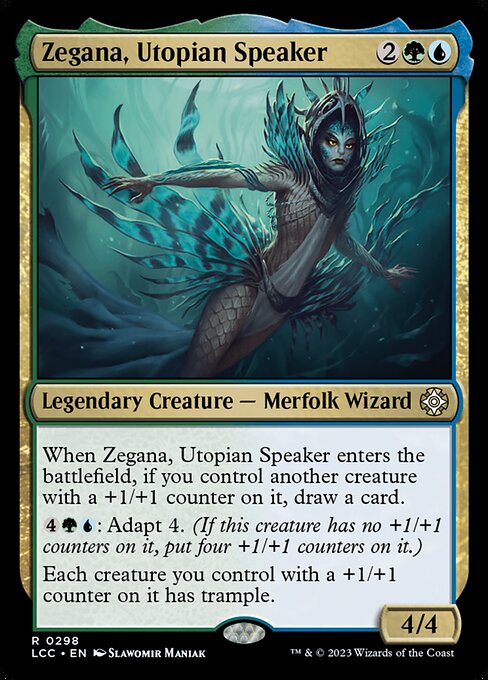 Zegana, Utopian Speaker 2
Legendary Creature — Merfolk Wizard
When Zegana, Utopian Speaker enters the
battlefield, if you control another creature
with a +1/+1 counter on it, draw a card.
4: Adapt 4. (If this creature has no +1/+1
counters on it, put four +1/+1 counters on it.)
Each creature you control with a +1/+1
counter on it has trample.
4/4
R 0298
LCC • EN SLAWOMIR MANIAK
™ & © 2023 Wizards of the Coast